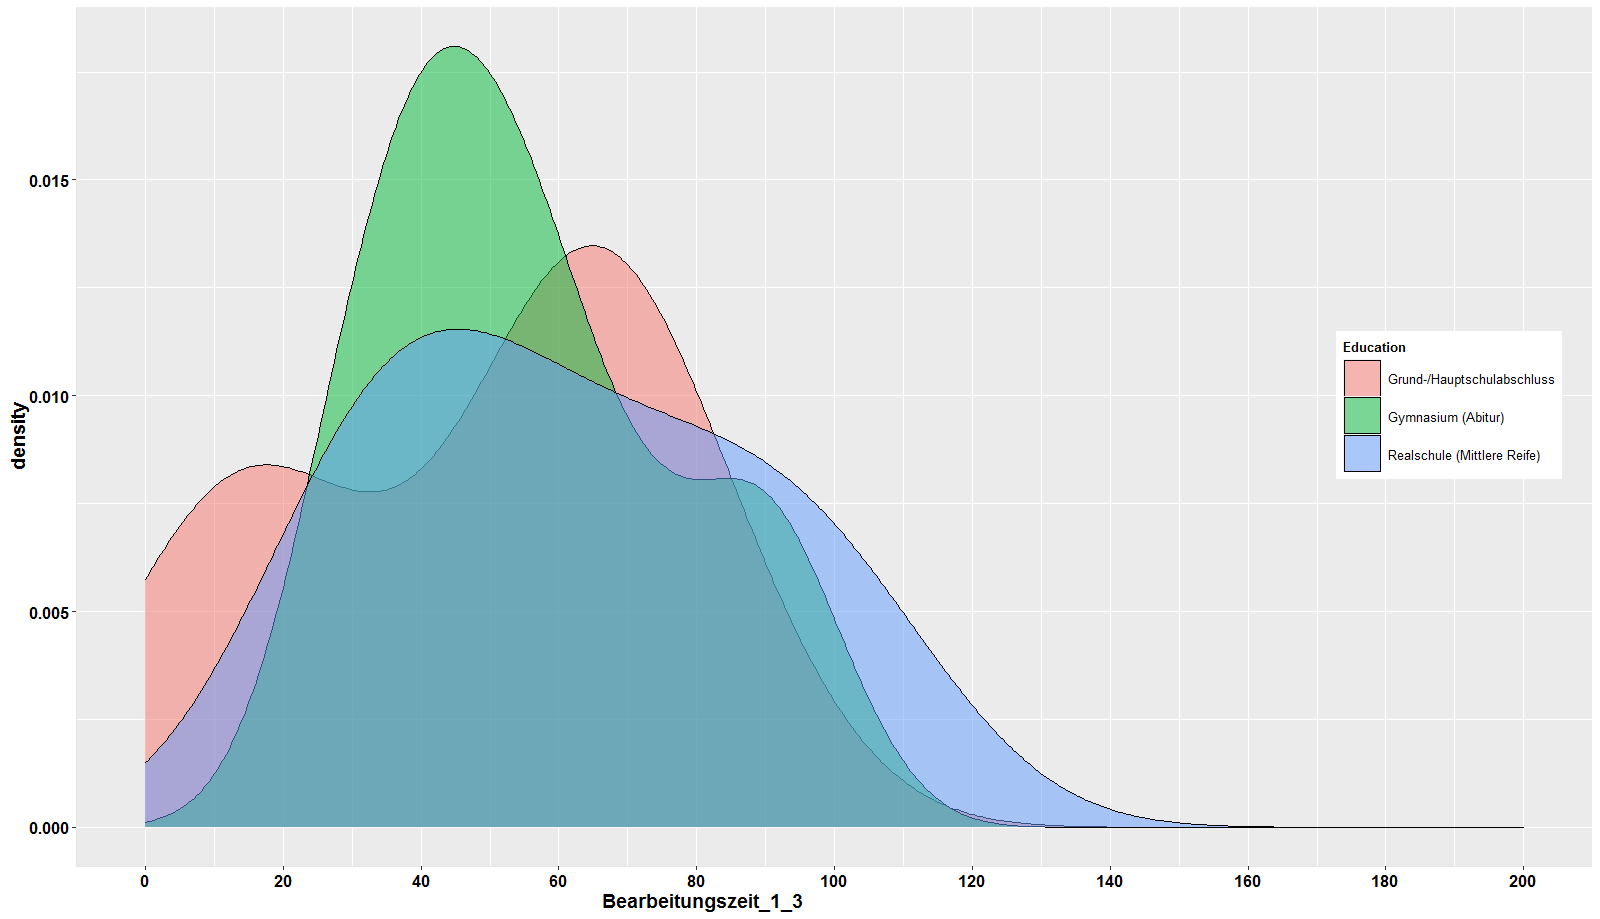 0.015
0.010
0.005
0.000
density
0 20 40 60 80 100 120 140 160 180 200
Bearbeitungszeit_1_3
Education
Grund-/Hauptschulabschluss
Gymnasium (Abitur)
Realschule (Mittlere Reife)